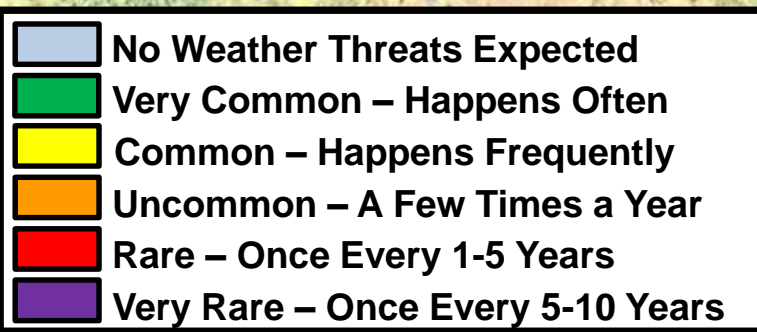 No Weather Threats Expected
Very Common – Happens Often
Common – Happens Frequently
Uncommon – A Few Times a Year
Rare – Once Every 1-5 Years
Very Rare – Once Every 5-10 Years